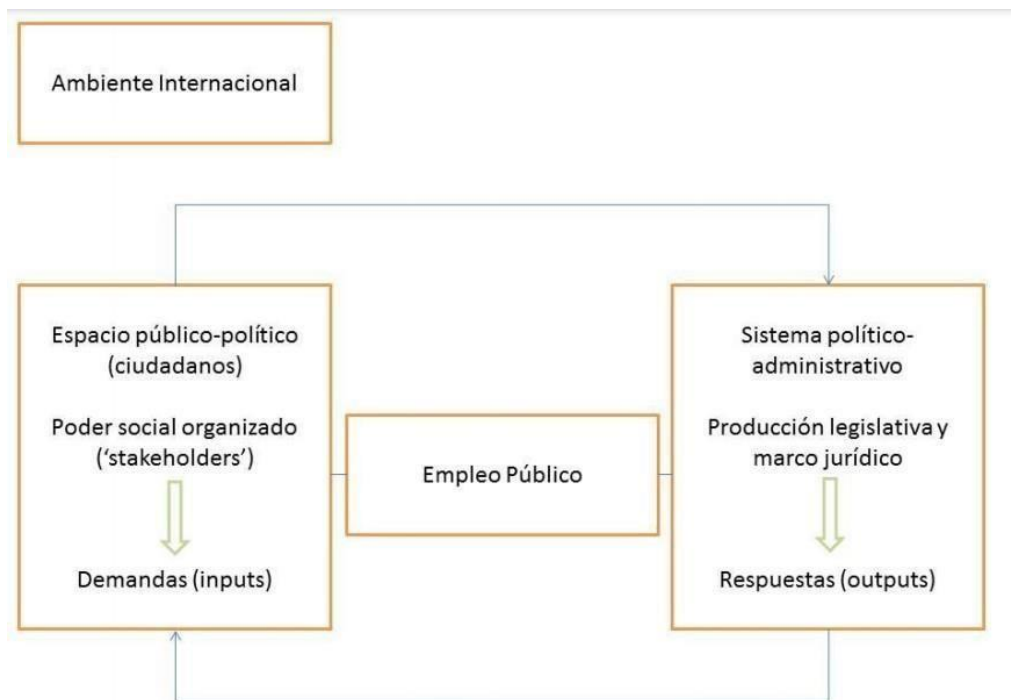 Ambiente Internacional
Espacio público-político
(ciudadanos)
Poder social organizado
(‘stakeholders’)
Demandas (inputs)
Empleo Público
Sistema político-
administrativo
Producción legislativa y
marco jurídico
Respuestas (outputs)